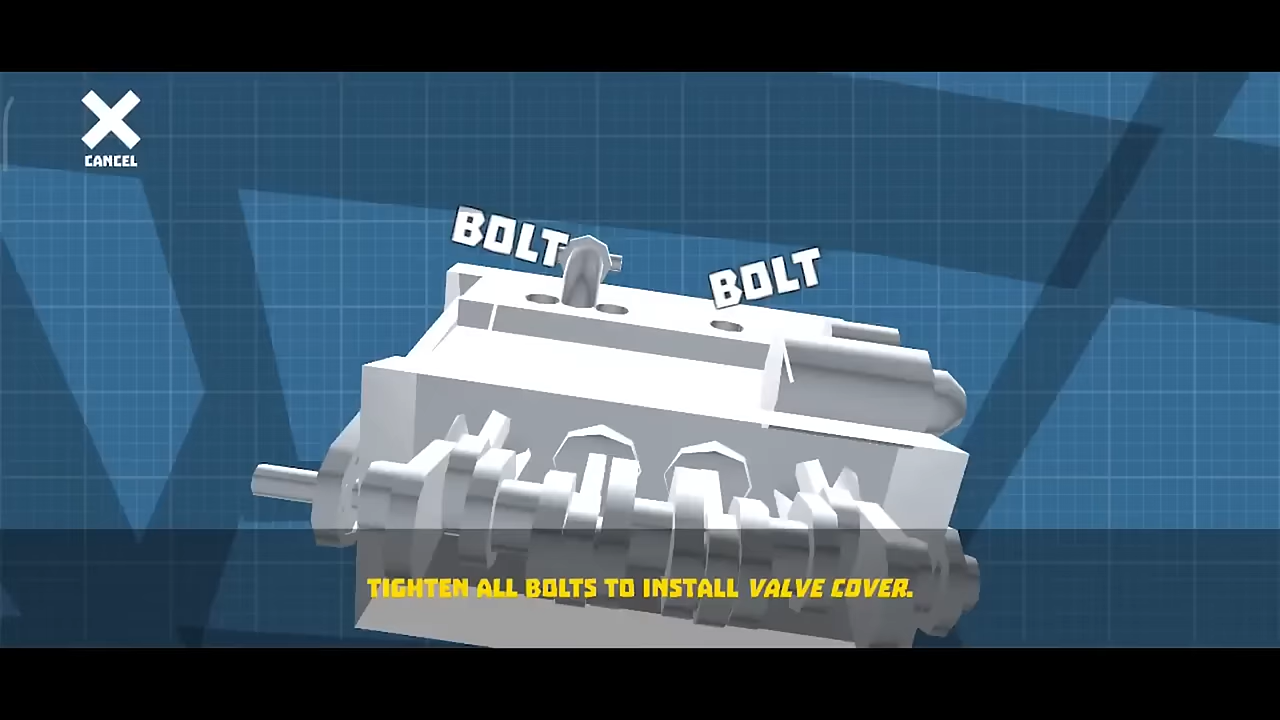 CANCEL
BOLT
BOLT
TIGHTEN ALL BOLTS TO INSTALL VALVE COVER.